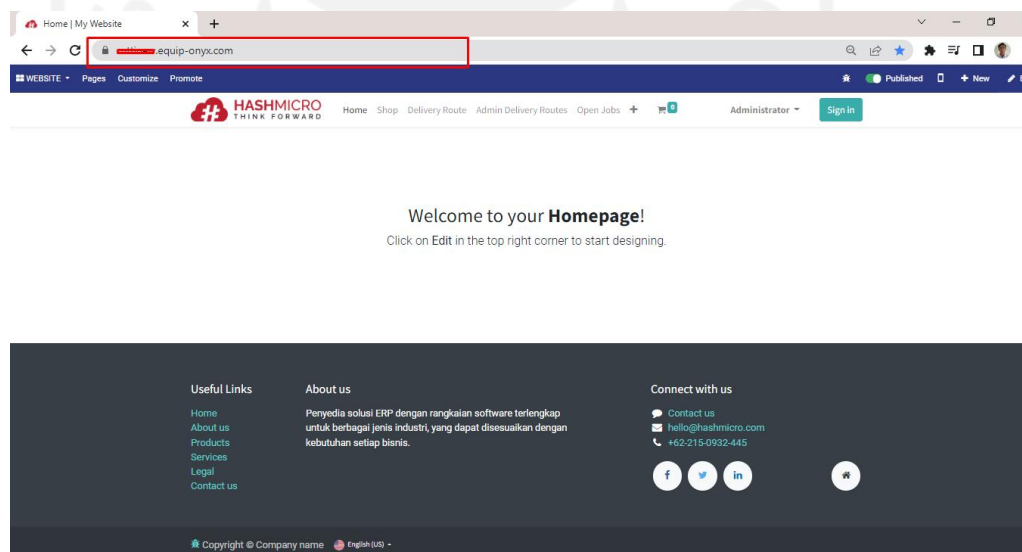 Home | My Website
.equip-onyx.com
WEBSITE Pages Customize Promote Published + New
HASHMICRO
THINK FORWARD
Home Shop Delivery Route Admin Delivery Routes Open Jobs + 0 Administrator Sign in
Welcome to your Homepage!
Click on Edit in the top right corner to start designing.
Useful Links About us Connect with us
Home Penyedia solusi ERP dengan rangkaian software terlengkap Contact us
About us untuk berbagai jenis industri, yang dapat disesuaikan dengan hello@hashmicro.com
Products kebutuhan setiap bisnis. +62-215-0932-445
Services
Legal
Contact us
Copyright © Company name English (US)